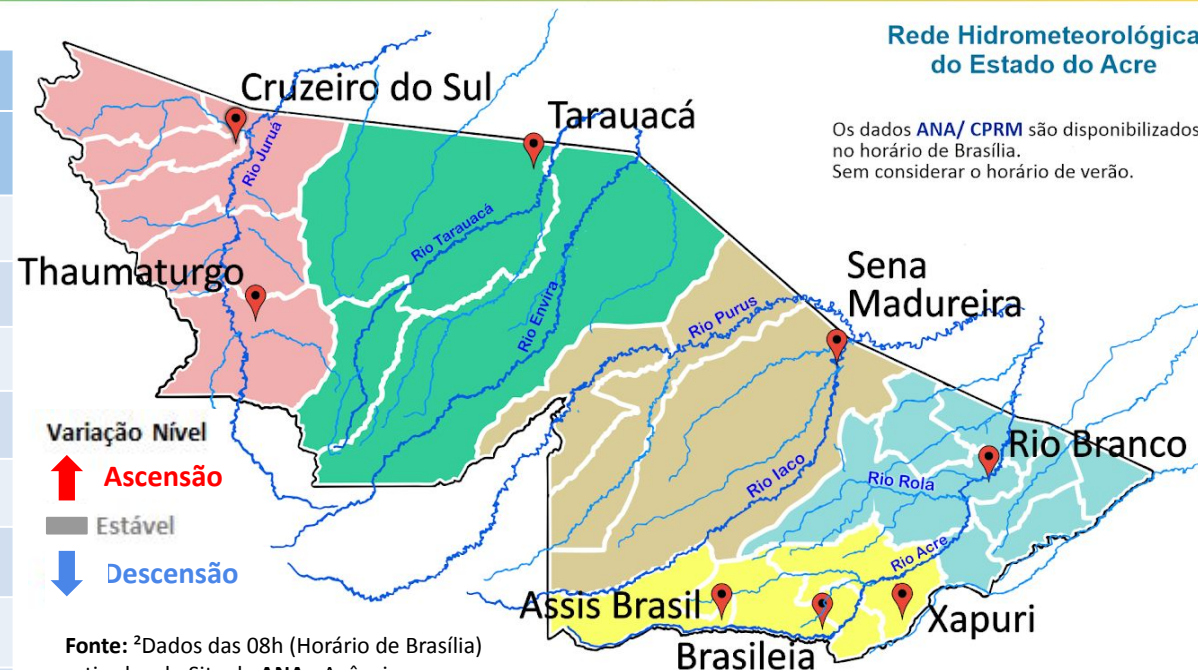 Rede Hidrometeorológica
do Estado do Acre
Os dados ANA/ CPRM são disponibilizados
no horário de Brasília.
Sem considerar o horário de verão.
Cruzeiro do Sul
Tarauacá
Rio Juruá
Rio Tarauacá
Thaumaturgo
Rio Envira
Sena
Madureira
Rio Purus
Variação Nível
Ascensão
Estável
Descensão
Rio Branco
Rio Iaco
Rio Rola
Rio Acre
Assis Brasil
Xapuri
Brasileia
Fonte: ²Dados das 08h (Horário de Brasília)